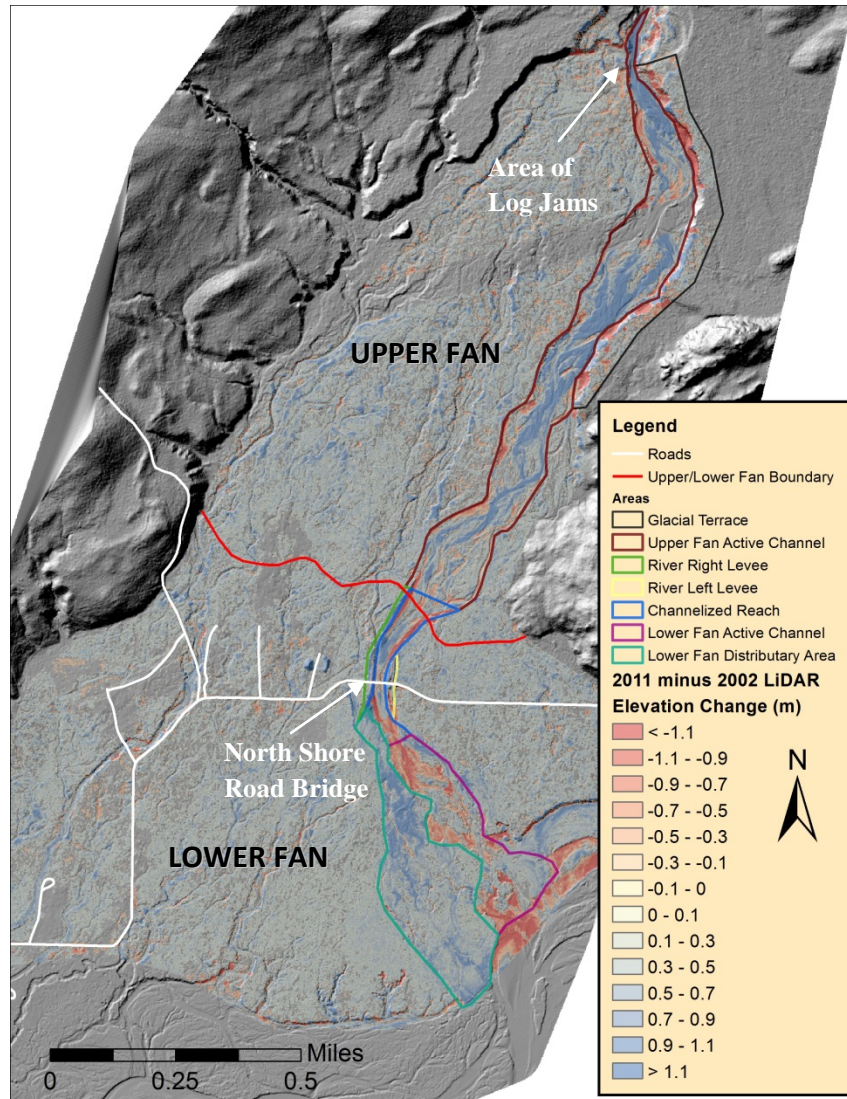 Area of
Log Jams
UPPER FAN
North Shore
Road Bridge
LOWER FAN
Miles
0 0.25 0.5
Legend
Roads
Upper/Lower Fan Boundary
Areas
Glacial Terrace
Upper Fan Active Channel
River Right Levee
River Left Levee
Channelized Reach
Lower Fan Active Channel
Lower Fan Distributary Area
2011 minus 2002 LiDAR
Elevation Change (m)
< -1.1
-1.1 - -0.9
-0.9 - -0.7
-0.7 - -0.5
-0.5 - -0.3
-0.3 - -0.1
-0.1 - 0
0 - 0.1
0.1 - 0.3
0.3 - 0.5
0.5 - 0.7
0.7 - 0.9
0.9 - 1.1
> 1.1
N